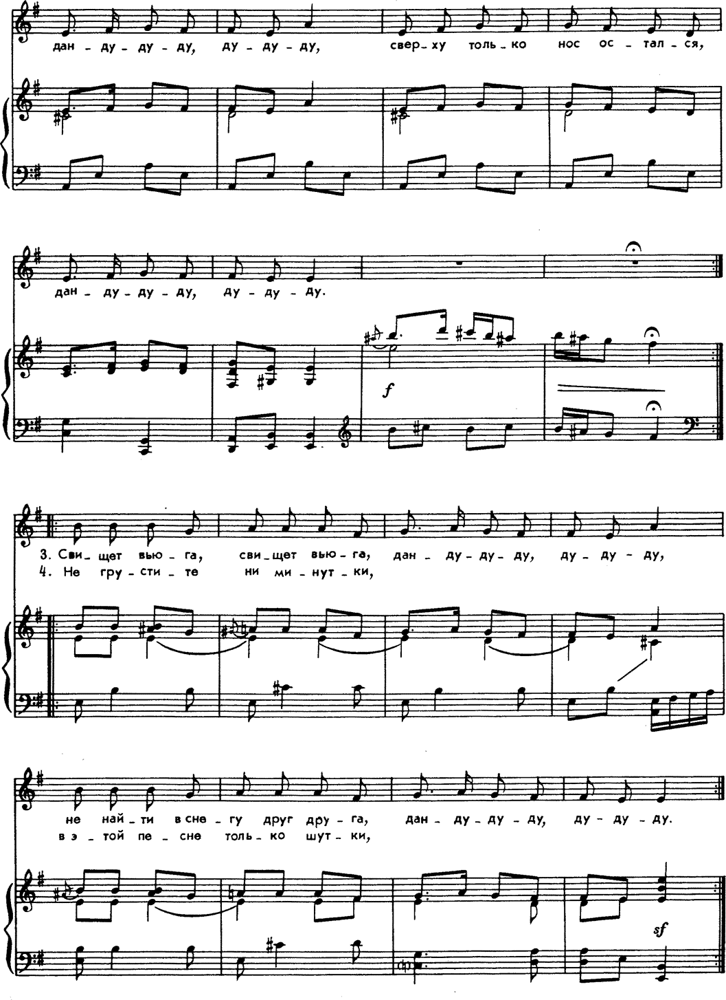 дан - ду - ду - ду, ду - ду - ду, свер - ху толь - ко нос ос - тал - ся,
дан - ду - ду - ду, ду - ду - ду.
f
3. Сви - щет вью - га, сви - щет вью - га, дан - ду - ду - ду, ду - ду - ду,
4. Не гру - сти - те ни ми - нут - ки,
не най - ти в сне - гу друг дру - га, дан - ду - ду - ду, ду - ду - ду.
в э - той пе - сне толь - ко шут - ки,
sf